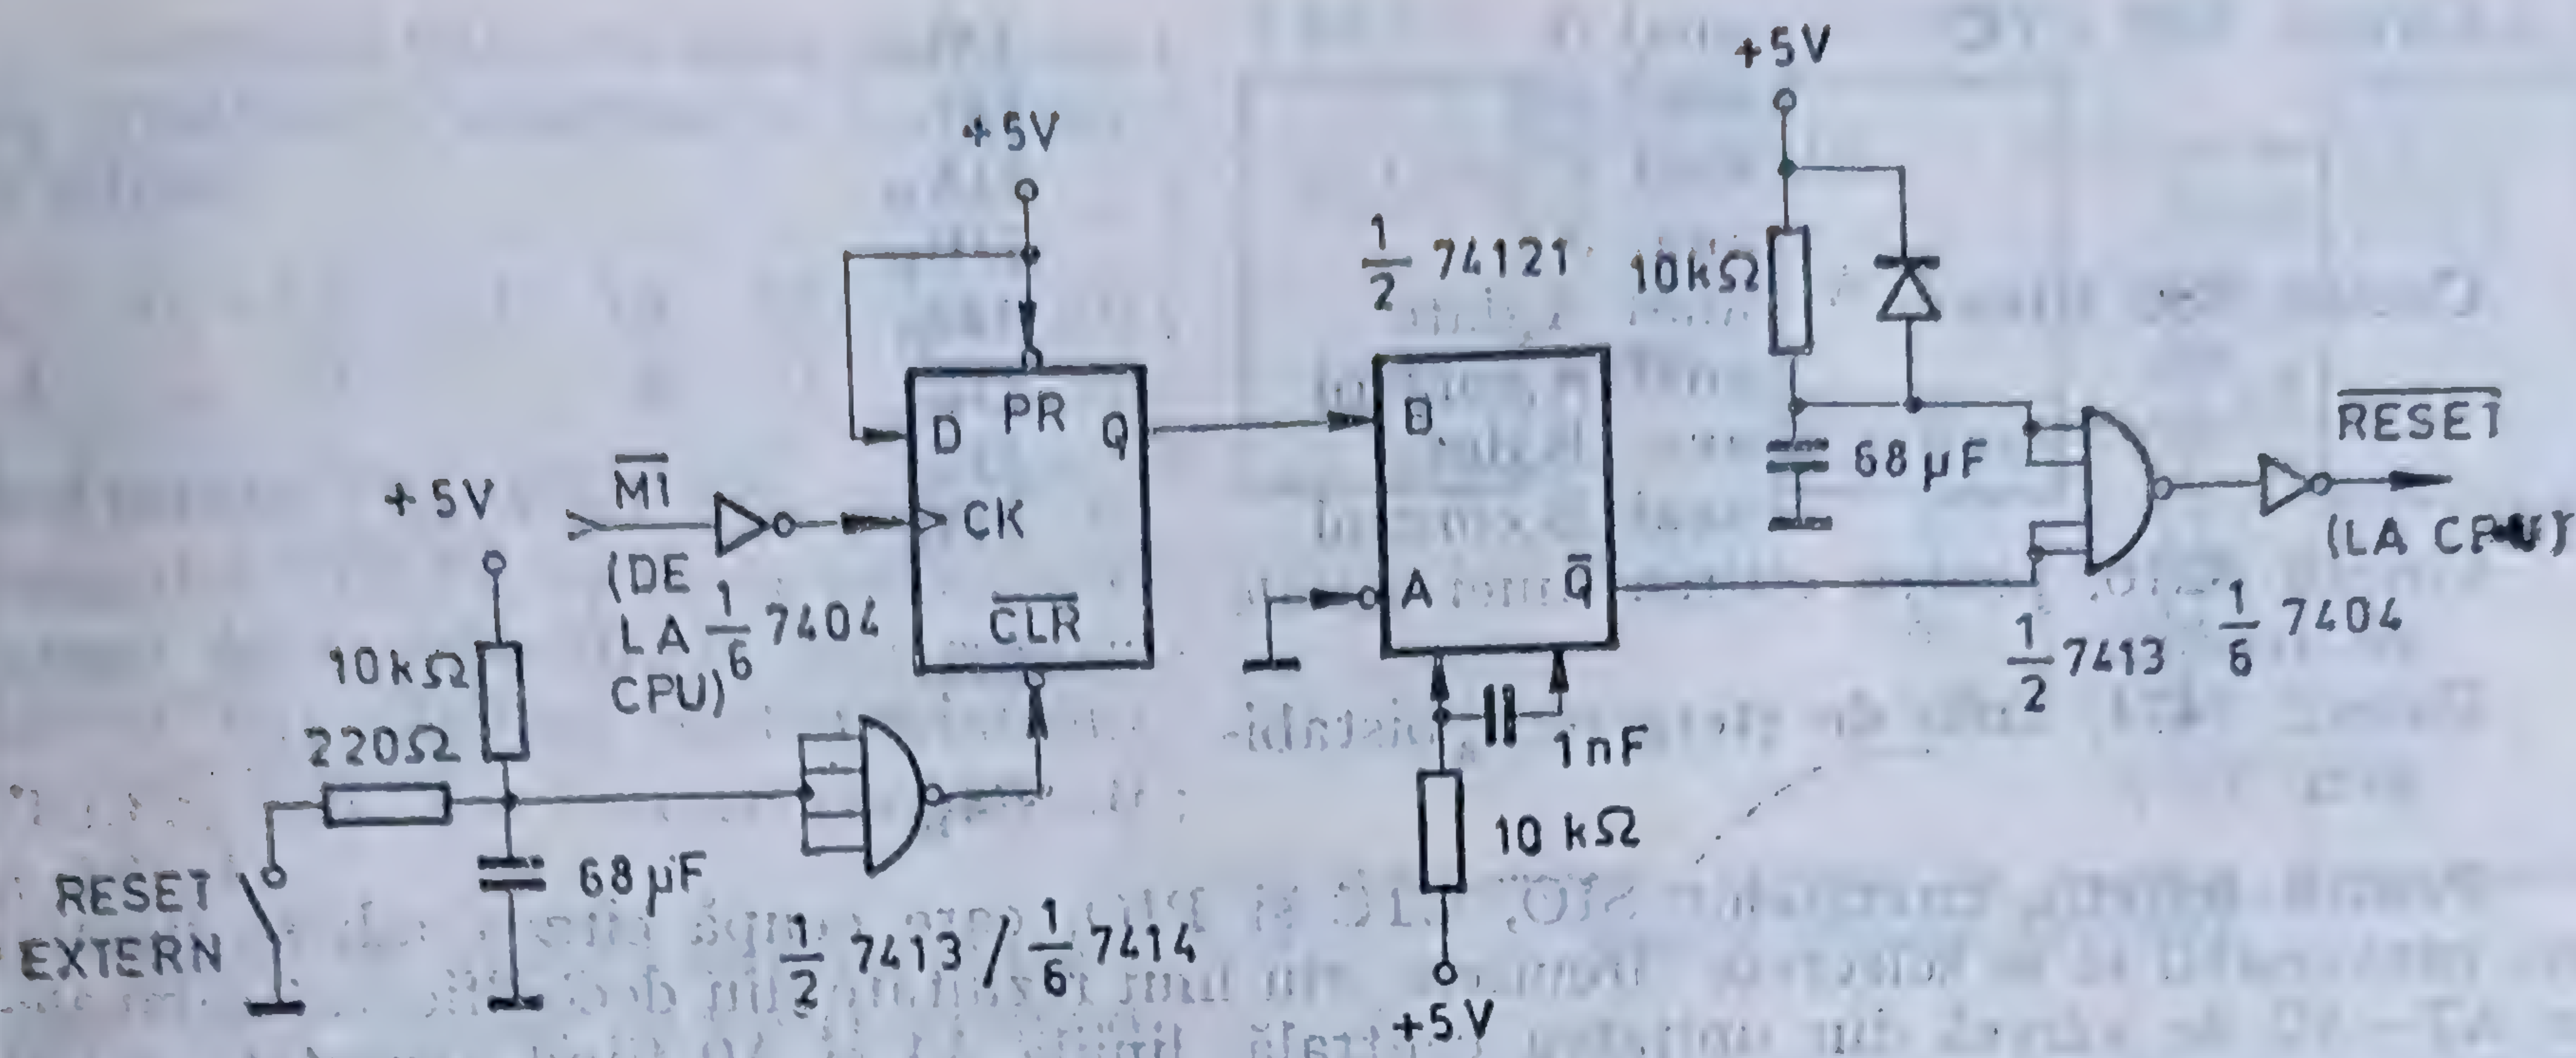 +5V
+5V
1/2 74121
10kΩ
RESET
D
PR
Q
B
68 µF
+5V
MI
CK
(LA CPU)
(DE
LA
CPU)
1/6 7404
CLR
A
Q
1/2 7413
1/6 7404
10kΩ
220Ω
1nF
10 kΩ
RESET
EXTERN
68 µF
1/2 7413 / 1/6 7414
+5V